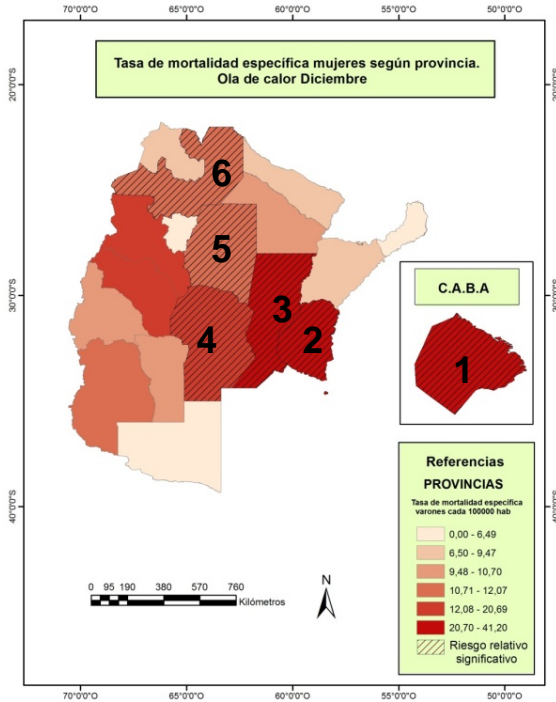 70°0'0"O 65°0'0"O 60°0'0"O 55°0'0"O 50°0'0"O
Tasa de mortalidad específica mujeres según provincia.
Ola de calor Diciembre
20°0'0"S 20°0'0"S
6
5
C.A.B.A
30°0'0"S 30°0'0"S
3
2
4
1
Referencias
PROVINCIAS
Tasa de mortalidad específica
varones cada 100000 hab
0,00 - 6,49
6,50 - 9,47
9,48 - 10,70
10,71 - 12,07
12,08 - 20,69
20,70 - 41,20
Riesgo relativo
significativo
40°0'0"S 40°0'0"S
N
0 95 190 380 570 760
Kilómetros
70°0'0"O 65°0'0"O 60°0'0"O 55°0'0"O 50°0'0"O